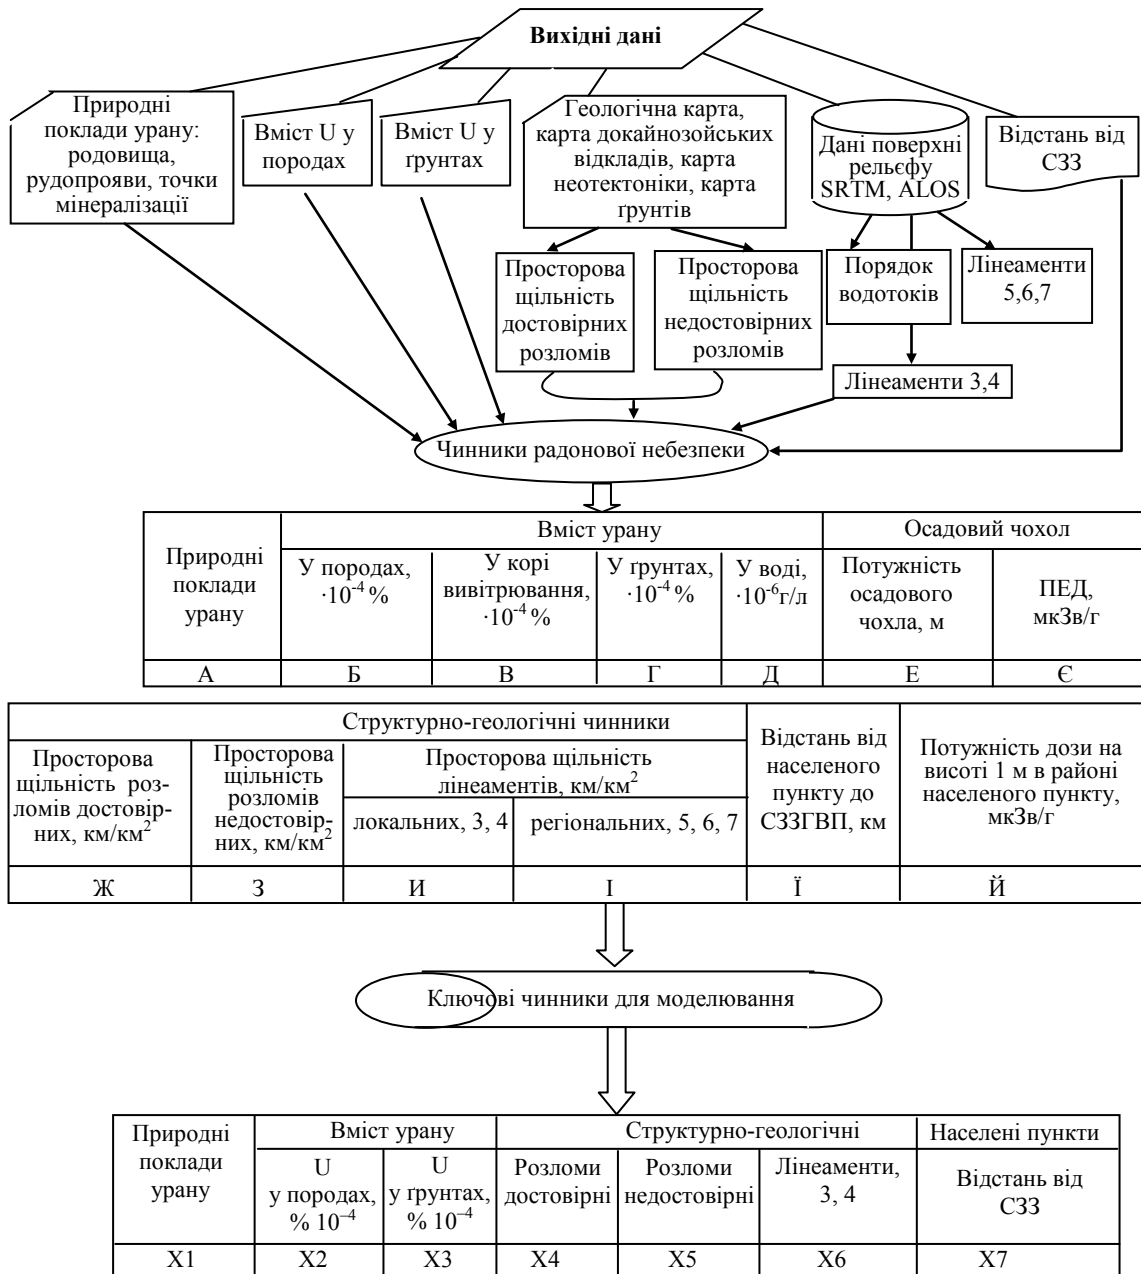 Вихідні дані
Природні
поклади урану:
родовища,
рудопрояви, точки
мінералізації
Вміст U у
породах
Вміст U у
ґрунтах
Геологічна карта,
карта докайнозойських
відкладів, карта
неотектоніки, карта
ґрунтів
Дані поверхні
рельєфу
SRTM, ALOS
Відстань від
СЗЗ
Просторова
щільність
достовірних
розломів
Просторова
щільність
недостовірних
розломів
Порядок
водотоків
Лінеаменти
5,6,7
Лінеаменти 3,4
Чинники радонової небезпеки
Природні
поклади
урану
Вміст урану
Осадовий чохол
У породах,
·10⁻⁴ %
У корі
вивітрювання,
·10⁻⁴ %
У ґрунтах,
·10⁻⁴ %
У воді,
·10⁻⁶г/л
Потужність
осадового
чохла, м
ПЕД,
мкЗв/г
А Б В Г Д Е Є
Структурно-геологічні чинники
Просторова
щільність роз-
ломів достовір-
них, км/км²
Просторова
щільність
розломів
недостовір-
них, км/км²
Просторова щільність
лінеаментів, км/км²
локальних, 3, 4
регіональних, 5, 6, 7
Відстань від
населеного
пункту до
СЗЗГВП, км
Потужність дози на
висоті 1 м в районі
населеного пункту,
мкЗв/г
Ж З И І Ї Й
Ключові чинники для моделювання
Природні
поклади
урану
Вміст урану
Структурно-геологічні
Населені пункти
U
у породах,
% 10⁻⁴
U
у ґрунтах,
% 10⁻⁴
Розломи
достовірні
Розломи
недостовірні
Лінеаменти,
3, 4
Відстань від
СЗЗ
X1 X2 X3 X4 X5 X6 X7